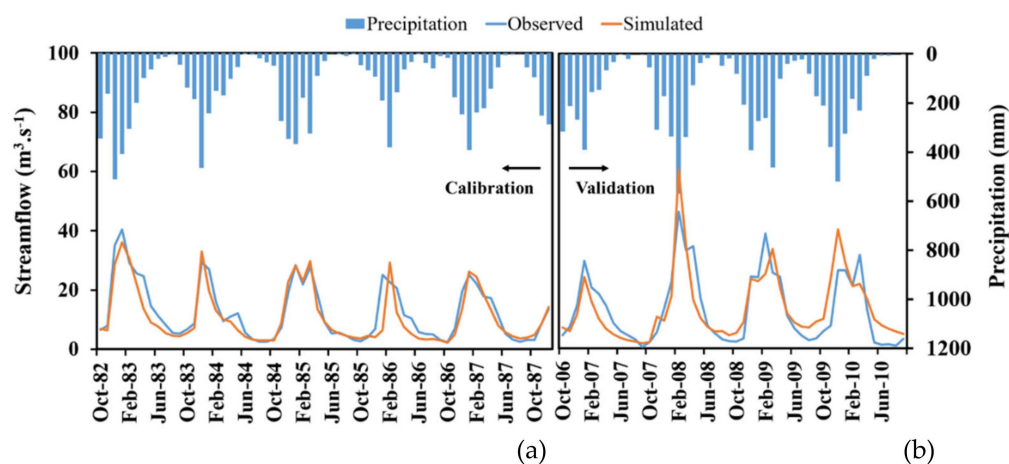 Precipitation Observed Simulated
Streamflow (m³.s⁻¹)
100
80
60
40
20
0
Calibration
Validation
0
200
400
600
800
1000
1200
Precipitation (mm)
Oct-82
Feb-83
Jun-83
Oct-83
Feb-84
Jun-84
Oct-84
Feb-85
Jun-85
Oct-85
Feb-86
Jun-86
Oct-86
Feb-87
Jun-87
Oct-87
Oct-06
Feb-07
Jun-07
Oct-07
Feb-08
Jun-08
Oct-08
Feb-09
Jun-09
Oct-09
Feb-10
Jun-10
(a) (b)